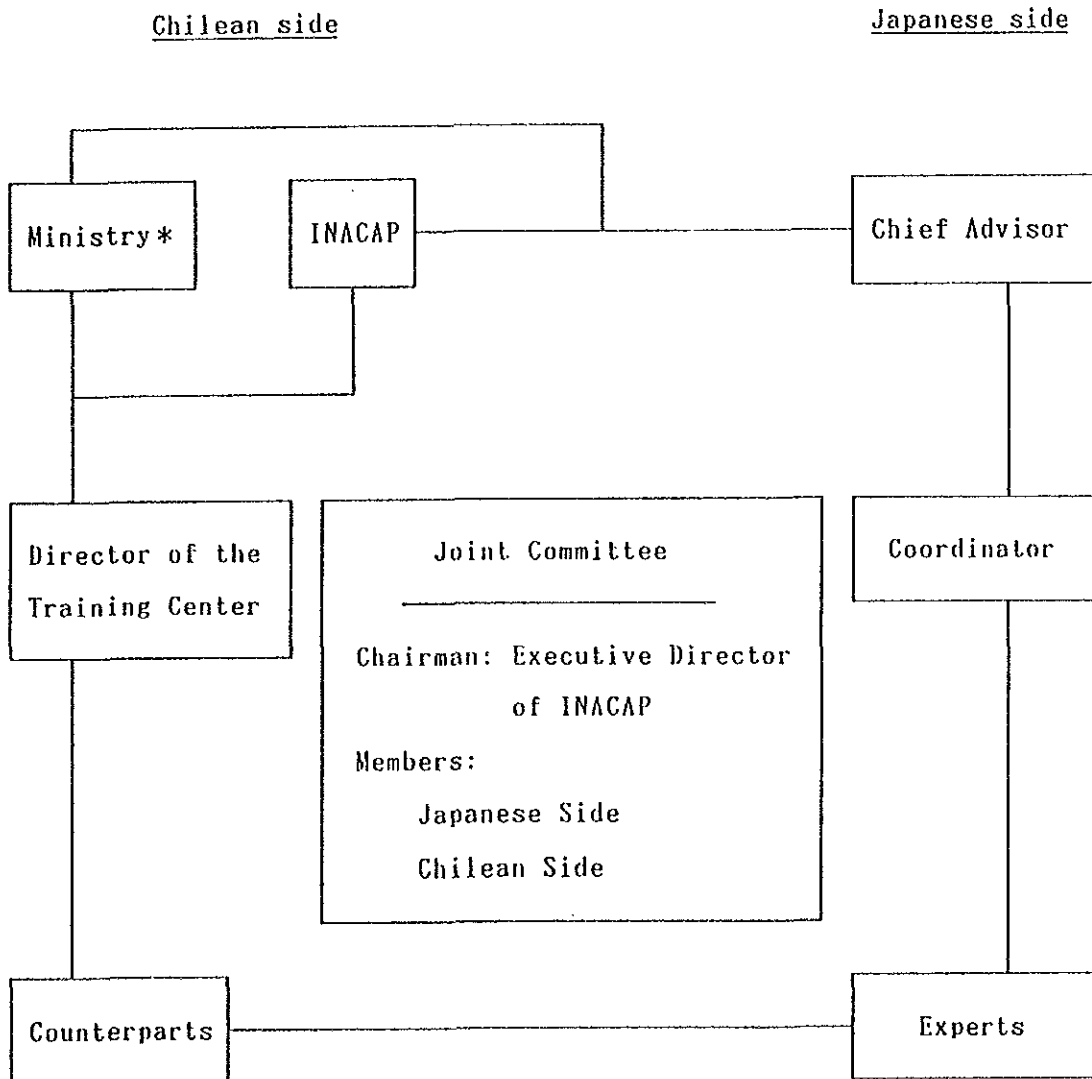 Chilean side
Japanese side
Ministry*
INACAP
Chief Advisor
Director of the
Training Center
Joint Committee
Chairman: Executive Director
of INACAP
Members:
Japanese Side
Chilean Side
Coordinator
Counterparts
Experts